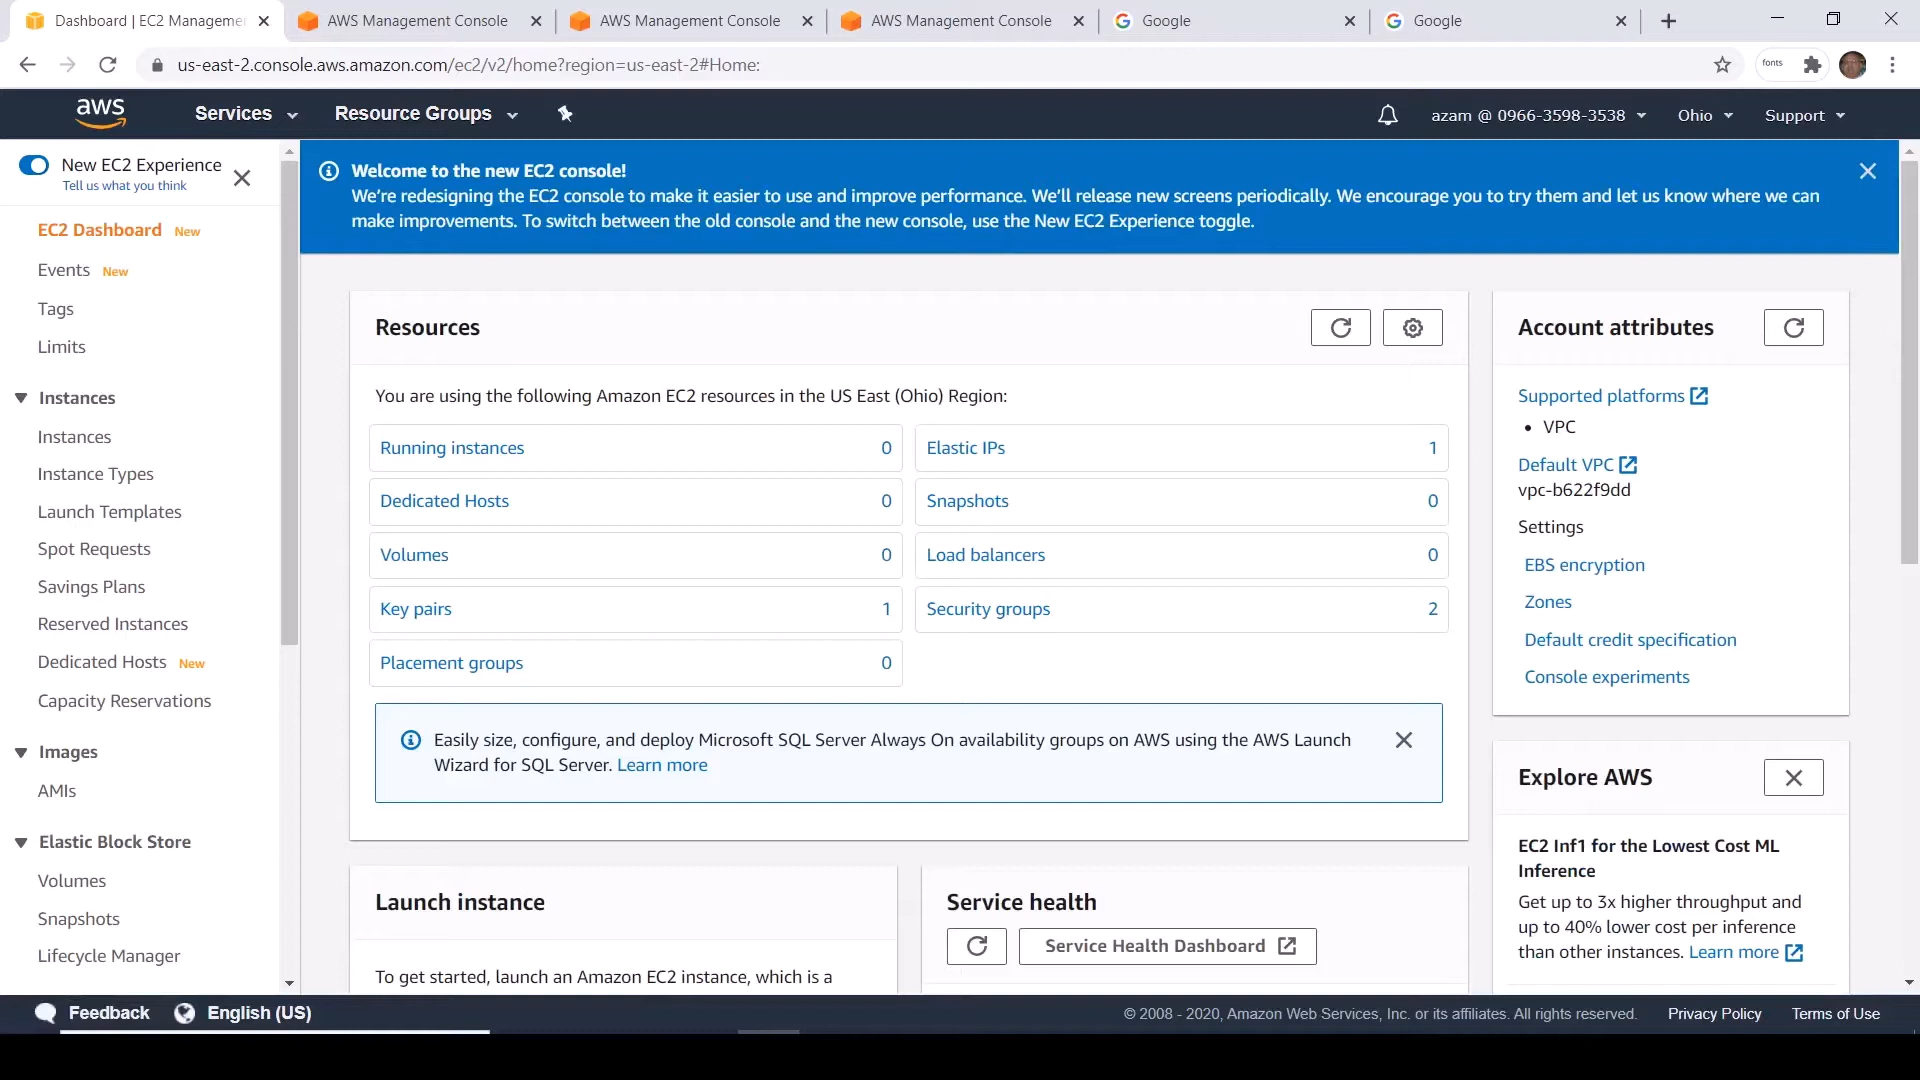 Dashboard | EC2 Manageme
AWS Management Console
AWS Management Console
AWS Management Console
Google
Google
us-east-2.console.aws.amazon.com/ec2/v2/home?region=us-east-2#Home:
fonts
aws
Services
Resource Groups
azam @ 0966-3598-3538
Ohio
Support
New EC2 Experience
Tell us what you think
EC2 Dashboard New
Events New
Tags
Limits
Instances
Instances
Instance Types
Launch Templates
Spot Requests
Savings Plans
Reserved Instances
Dedicated Hosts New
Capacity Reservations
Images
AMIs
Elastic Block Store
Volumes
Snapshots
Lifecycle Manager
Welcome to the new EC2 console!
We're redesigning the EC2 console to make it easier to use and improve performance. We'll release new screens periodically. We encourage you to try them and let us know where we can
make improvements. To switch between the old console and the new console, use the New EC2 Experience toggle.
Resources
You are using the following Amazon EC2 resources in the US East (Ohio) Region:
Running instances 0
Elastic IPs 1
Dedicated Hosts 0
Snapshots 0
Volumes 0
Load balancers 0
Key pairs 1
Security groups 2
Placement groups 0
Easily size, configure, and deploy Microsoft SQL Server Always On availability groups on AWS using the AWS Launch
Wizard for SQL Server. Learn more
Launch instance
To get started, launch an Amazon EC2 instance, which is a
Service health
Service Health Dashboard
Account attributes
Supported platforms
• VPC
Default VPC
vpc-b622f9dd
Settings
EBS encryption
Zones
Default credit specification
Console experiments
Explore AWS
EC2 Inf1 for the Lowest Cost ML
Inference
Get up to 3x higher throughput and
up to 40% lower cost per inference
than other instances. Learn more
Feedback
English (US)
© 2008 - 2020, Amazon Web Services, Inc. or its affiliates. All rights reserved.
Privacy Policy
Terms of Use